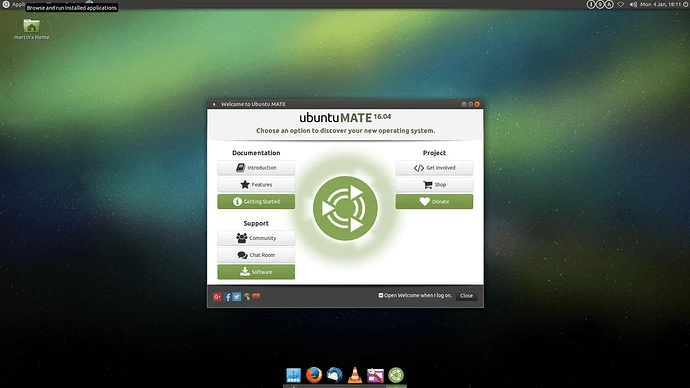 Browse and run installed applications
Mon 4 Jan, 18:11
martin's Home
Welcome to Ubuntu MATE
ubuntu MATE 16.04
Choose an option to discover your new operating system.
Documentation
Introduction
Features
Getting Started
Support
Community
Chat Room
Software
Project
Get Involved
Shop
Donate
Open Welcome when I log on.
Close